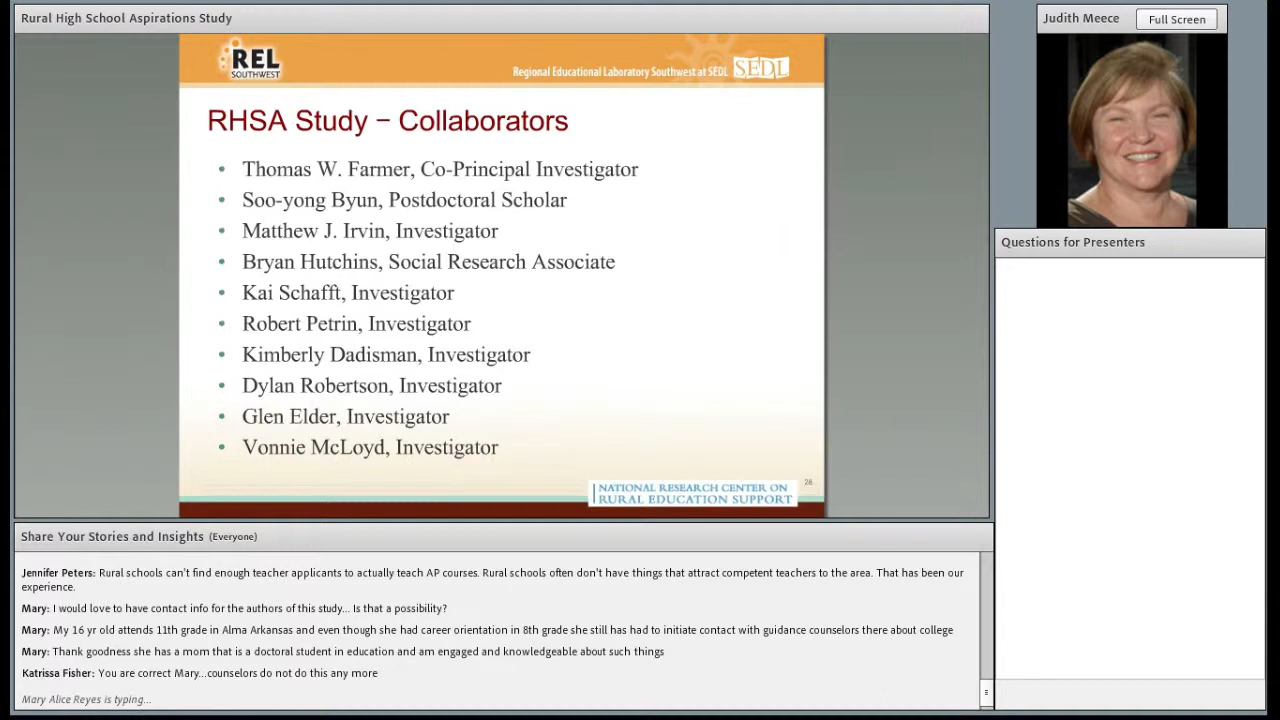 Rural High School Aspirations Study
Judith Meece
Full Screen
REL
SOUTHWEST
Regional Educational Laboratory Southwest at SEDL
SEDL
RHSA Study – Collaborators
• Thomas W. Farmer, Co-Principal Investigator
• Soo-yong Byun, Postdoctoral Scholar
• Matthew J. Irvin, Investigator
• Bryan Hutchins, Social Research Associate
• Kai Schafft, Investigator
• Robert Petrin, Investigator
• Kimberly Dadisman, Investigator
• Dylan Robertson, Investigator
• Glen Elder, Investigator
• Vonnie McLoyd, Investigator
26
NATIONAL RESEARCH CENTER ON
RURAL EDUCATION SUPPORT
Questions for Presenters
Share Your Stories and Insights (Everyone)
Jennifer Peters: Rural schools can't find enough teacher applicants to actually teach AP courses. Rural schools often don't have things that attract competent teachers to the area. That has been our
experience.
Mary: I would love to have contact info for the authors of this study... Is that a possibility?
Mary: My 16 yr old attends 11th grade in Alma Arkansas and even though she had career orientation in 8th grade she still has had to initiate contact with guidance counselors there about college
Mary: Thank goodness she has a mom that is a doctoral student in education and am engaged and knowledgeable about such things
Katrissa Fisher: You are correct Mary...counselors do not do this any more
Mary Alice Reyes is typing...